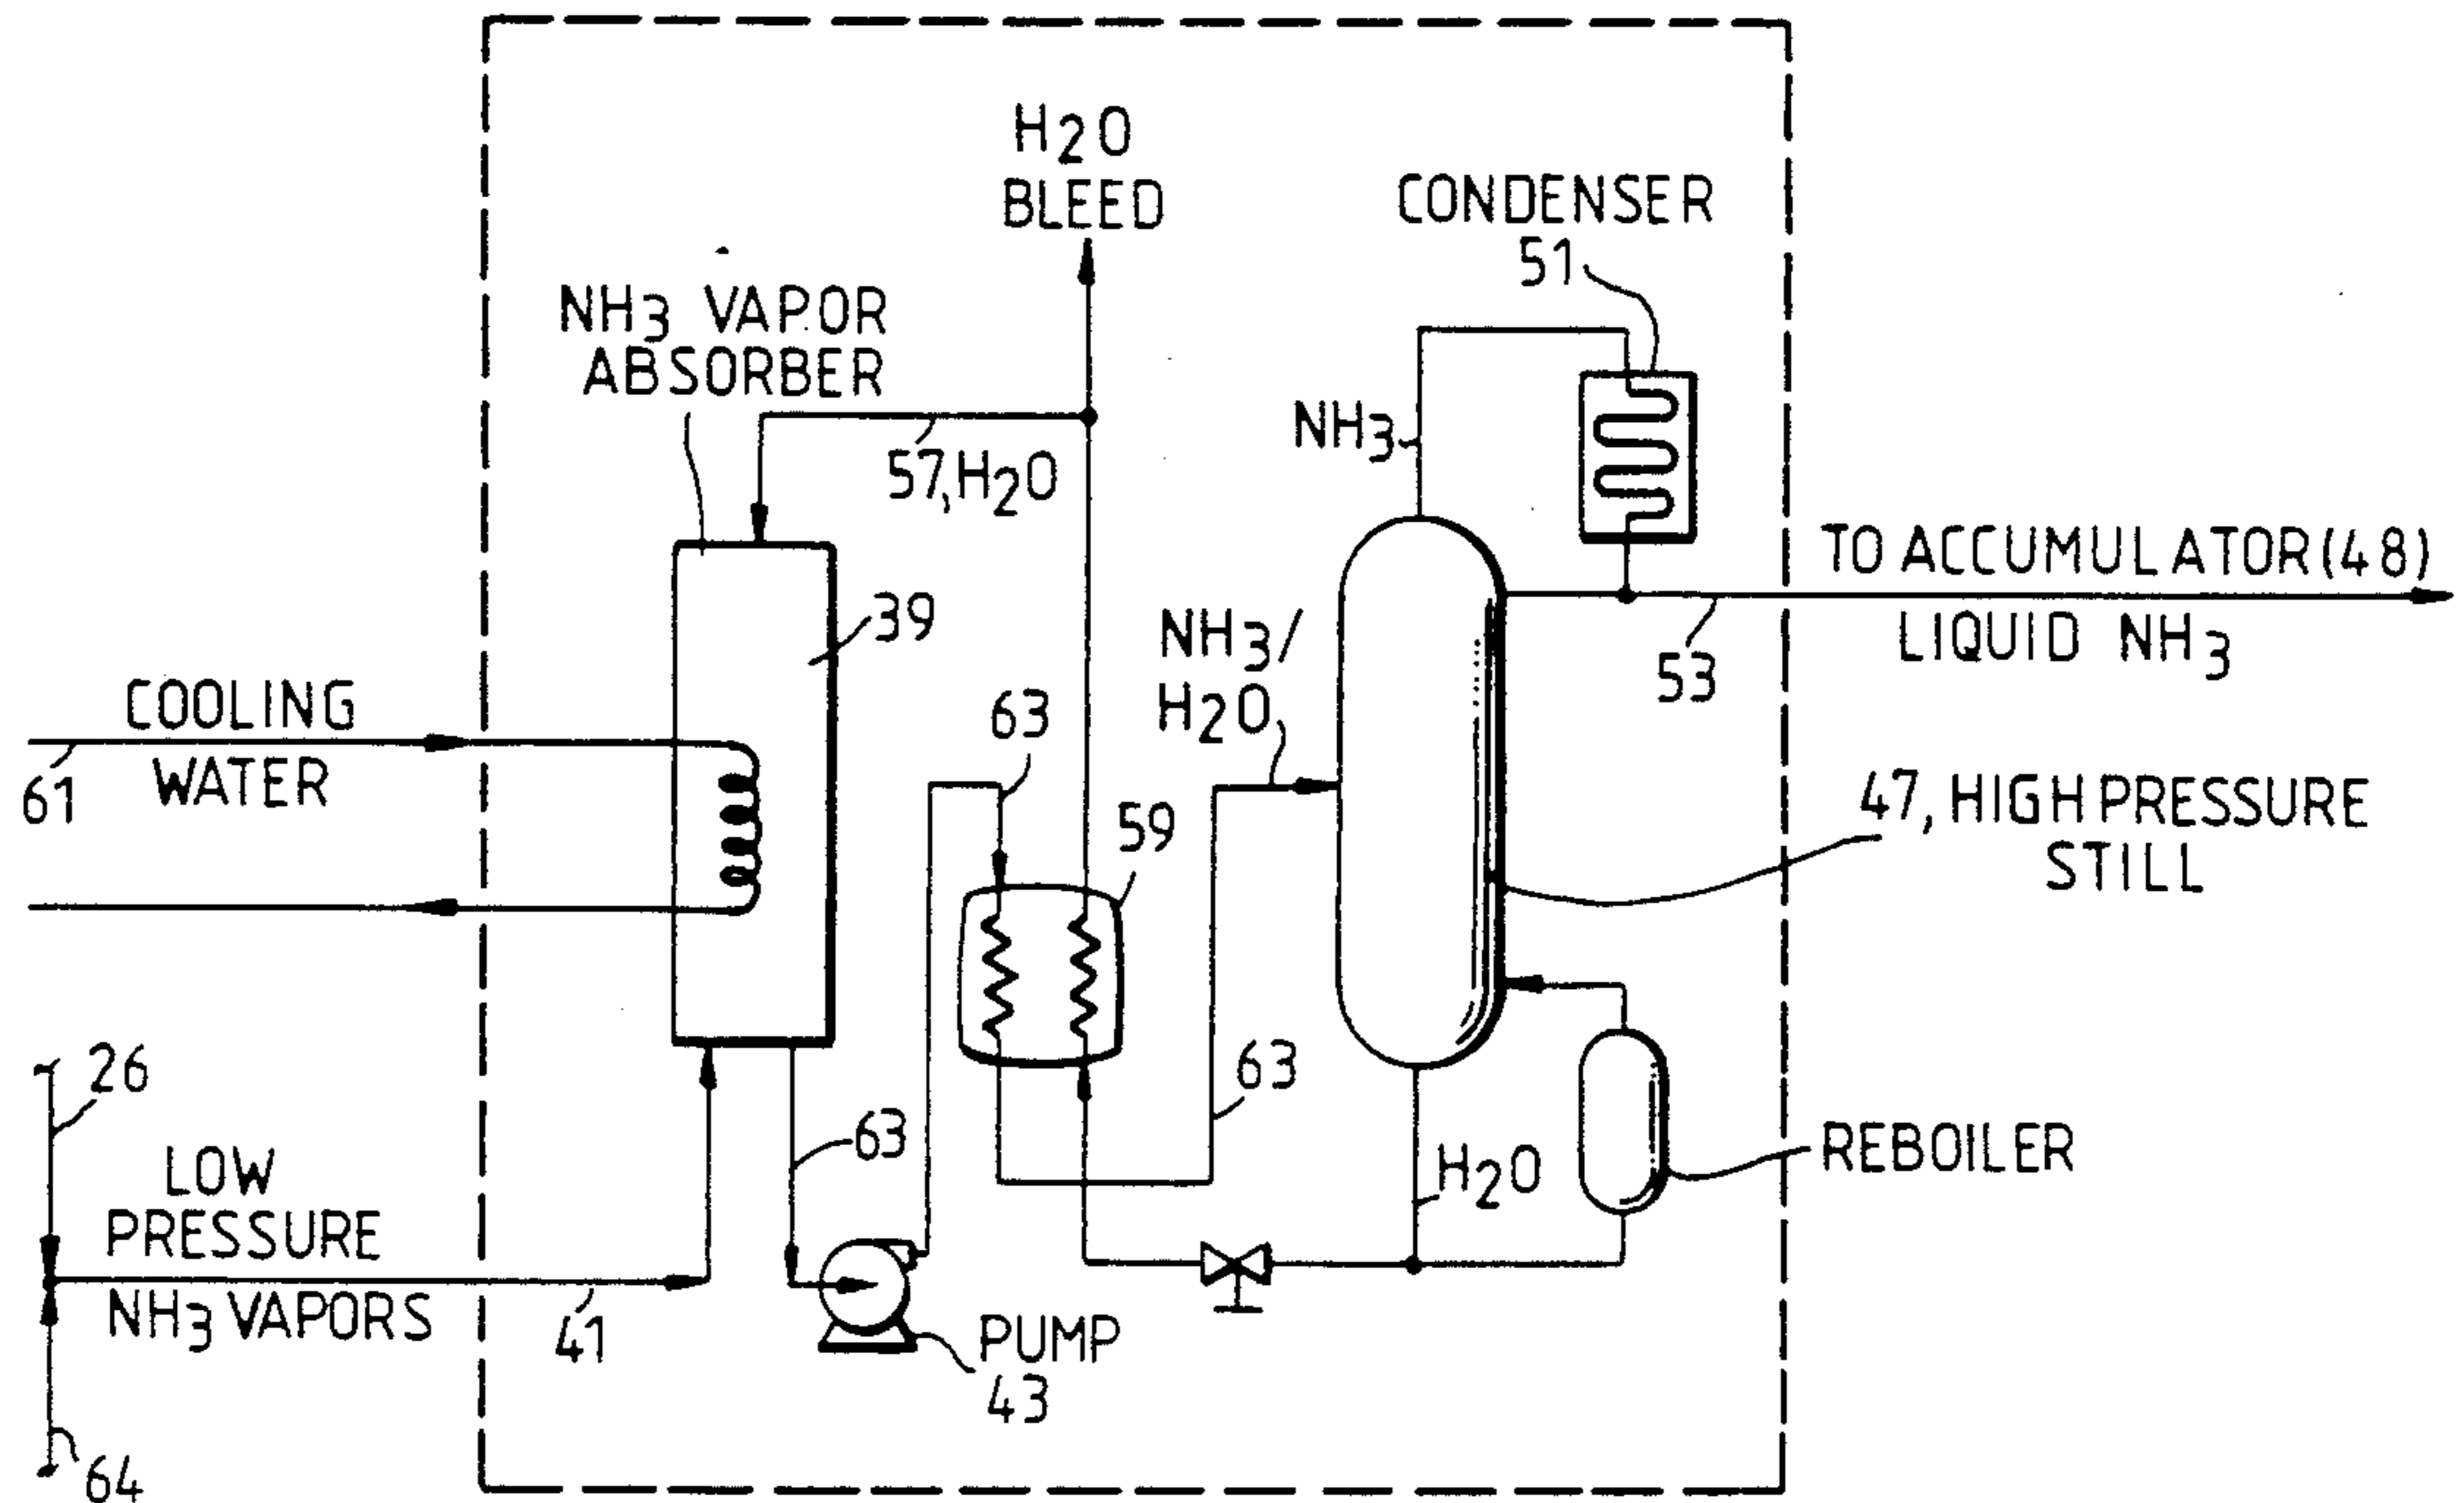 H2O
BLEED
CONDENSER
51
NH3 VAPOR
ABSORBER
NH3
57, H2O
TO ACCUMULATOR (48)
LIQUID NH3
53
39
NH3/
H2O
63
COOLING
WATER
61
59
47, HIGH PRESSURE
STILL
26
63
63
LOW
PRESSURE
NH3 VAPORS
H2O
REBOILER
41
PUMP
43
64